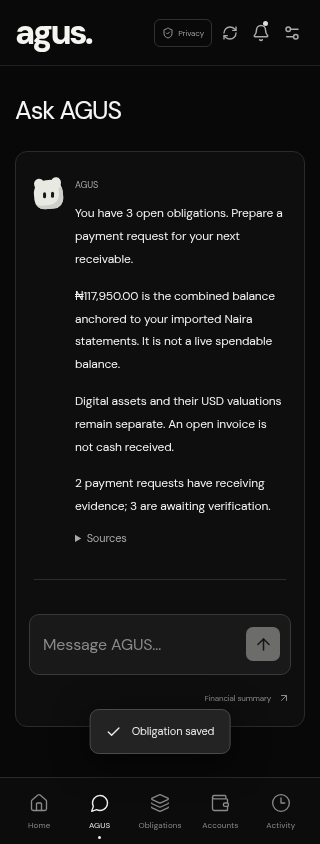 agus.
Privacy
Ask AGUS
AGUS
You have 3 open obligations. Prepare a
payment request for your next
receivable.
₦117,950.00 is the combined balance
anchored to your imported Naira
statements. It is not a live spendable
balance.
Digital assets and their USD valuations
remain separate. An open invoice is
not cash received.
2 payment requests have receiving
evidence; 3 are awaiting verification.
Sources
Message AGUS...
Financial summary
Obligation saved
Home
AGUS
Obligations
Accounts
Activity